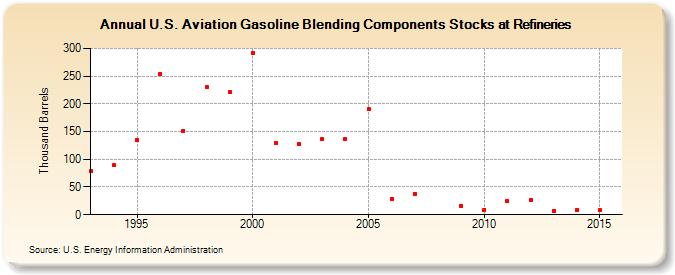 Annual U.S. Aviation Gasoline Blending Components Stocks at Refineries
Thousand Barrels
300
250
200
150
100
50
0
1995 2000 2005 2010 2015
Source: U.S. Energy Information Administration